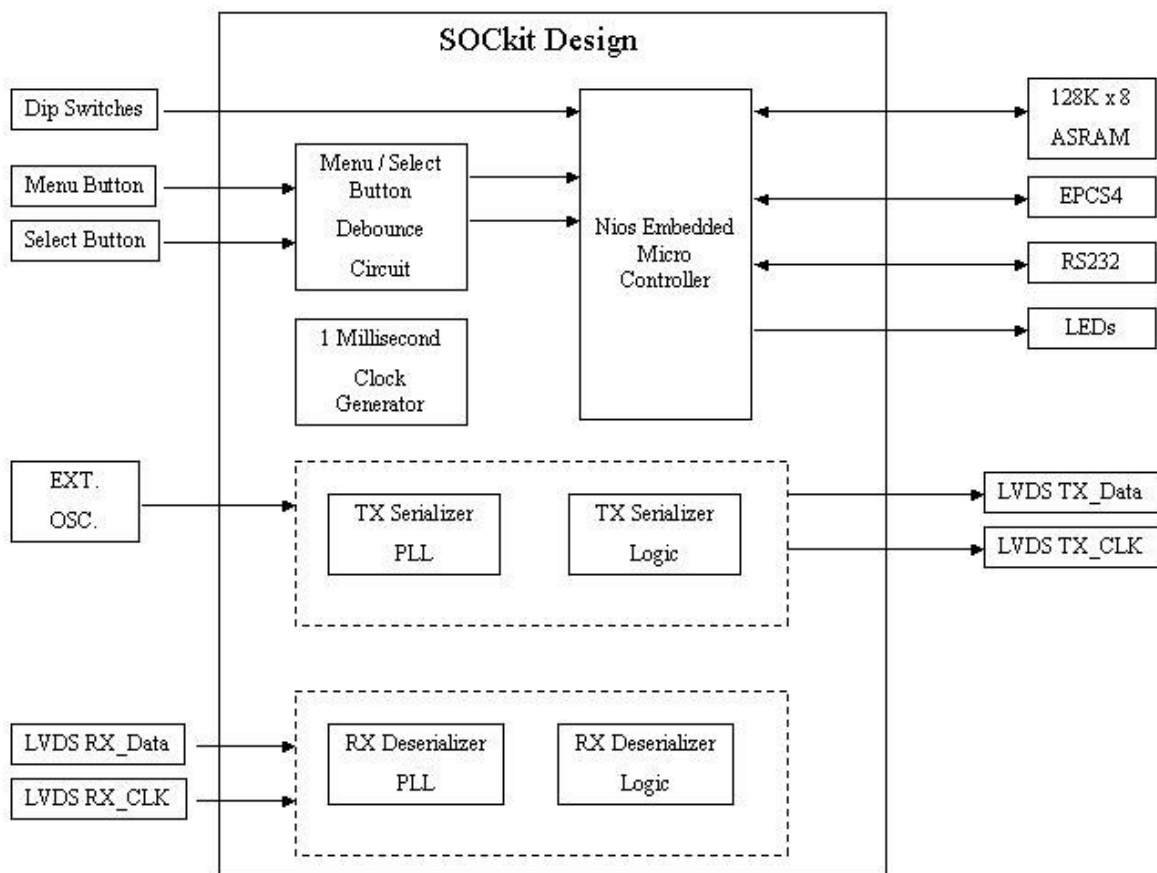 SOCkit Design
Dip Switches
Menu Button
Select Button
Menu / Select
Button
Debounce
Circuit
1 Millisecond
Clock
Generator
Nios Embedded
Micro
Controller
128K x 8
ASRAM
EPCS4
RS232
LEDs
EXT.
OSC.
TX Serializer
PLL
TX Serializer
Logic
LVDS TX_Data
LVDS TX_CLK
LVDS RX_Data
LVDS RX_CLK
RX Deserializer
PLL
RX Deserializer
Logic